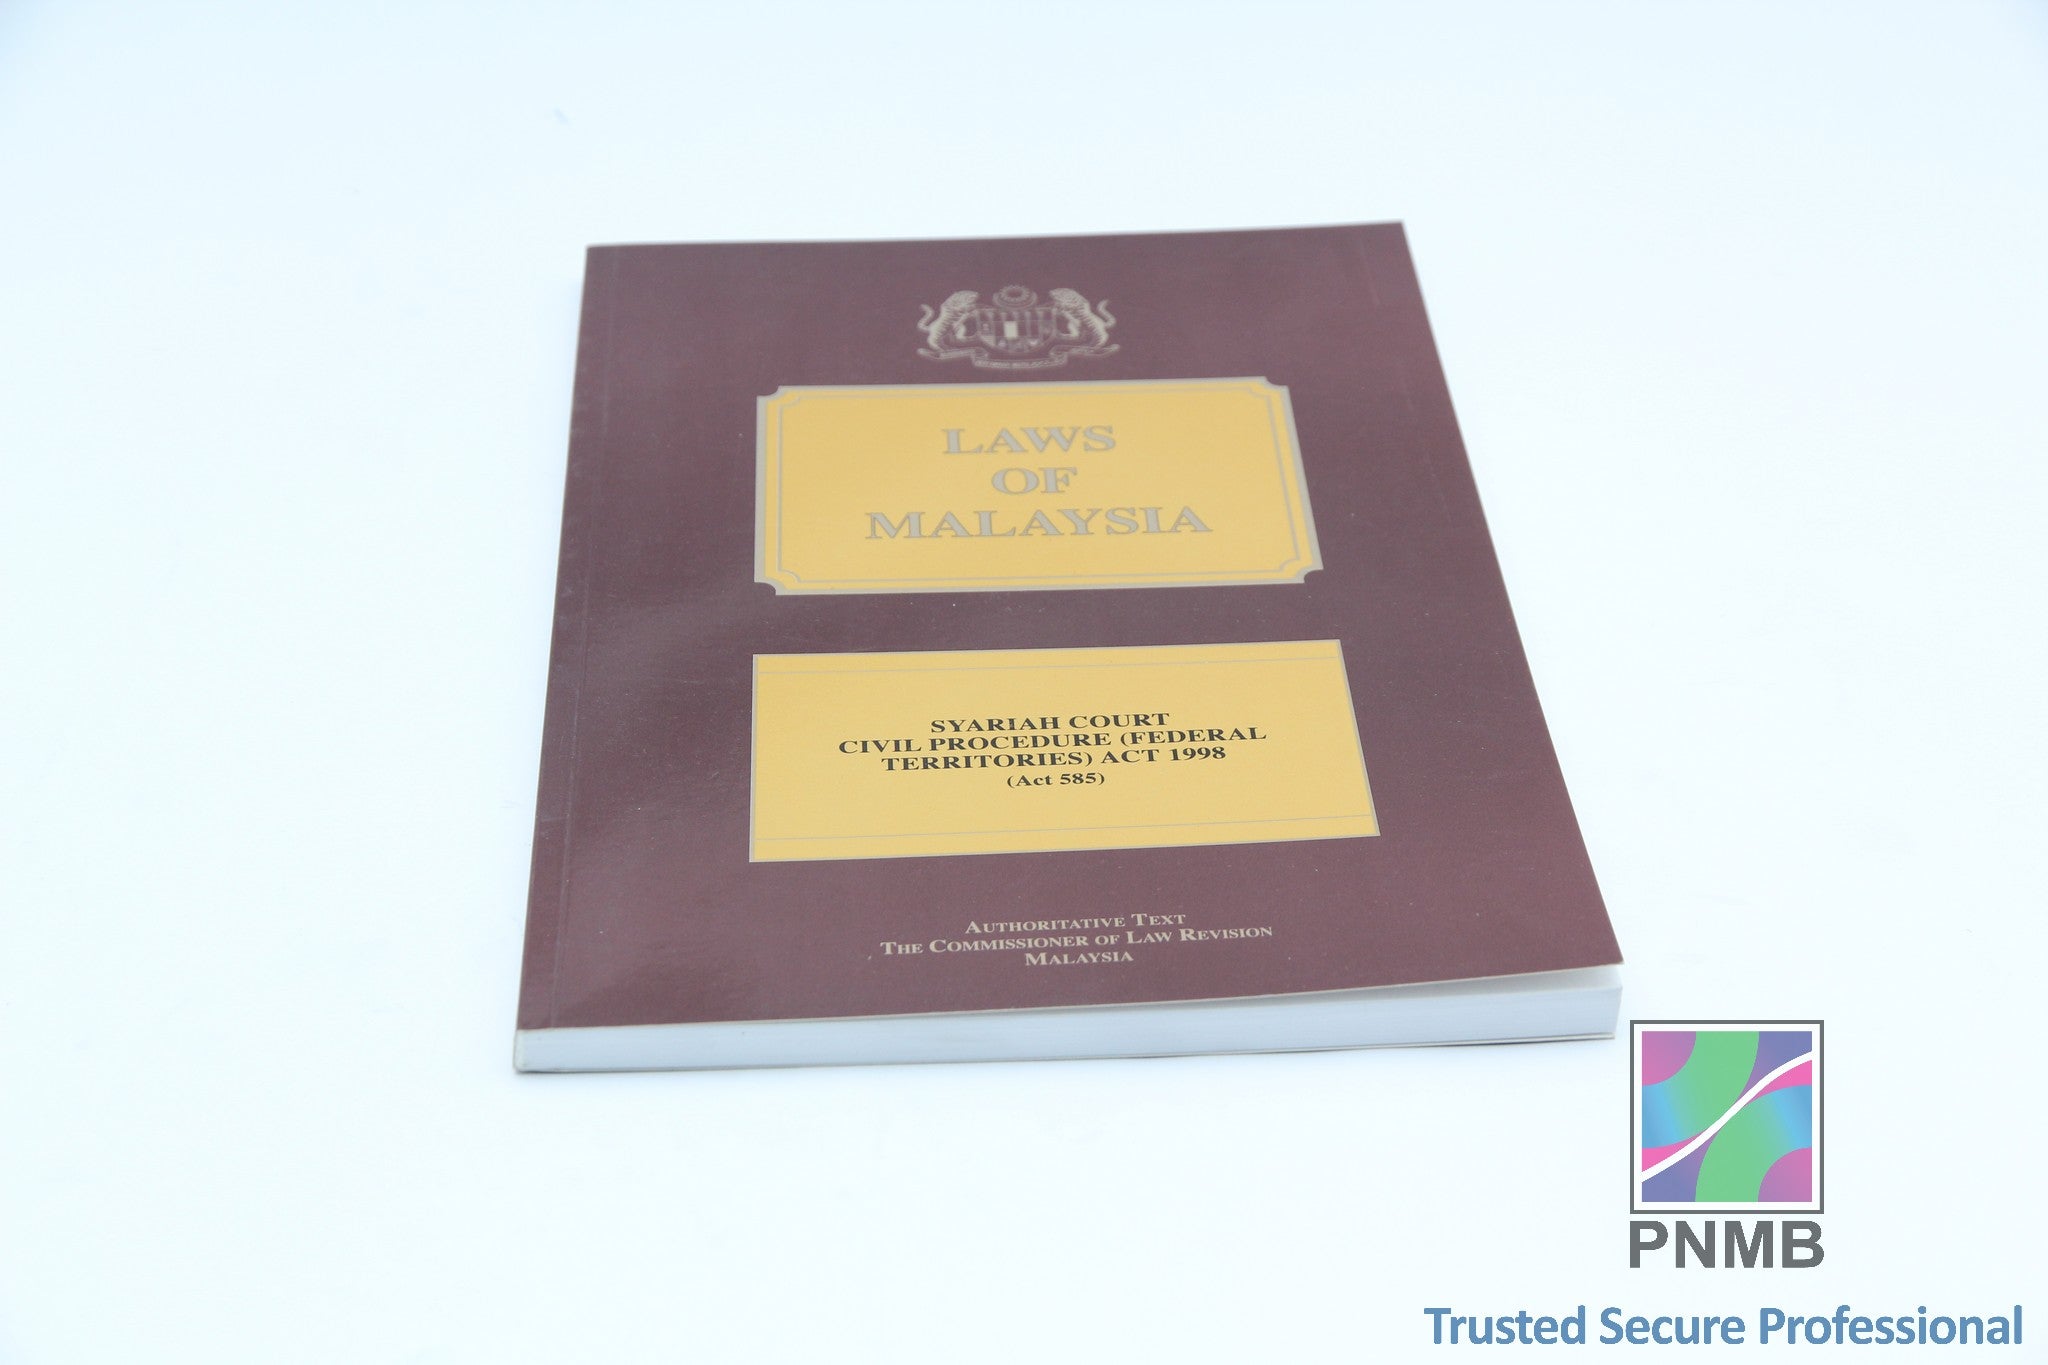 LAWS
OF
MALAYSIA
SYARIAH COURT
CIVIL PROCEDURE (FEDERAL
TERRITORIES) ACT 1998
(Act 585)
AUTHORITATIVE TEXT
THE COMMISSIONER OF LAW REVISION
MALAYSIA
PNMB
Trusted Secure Professional